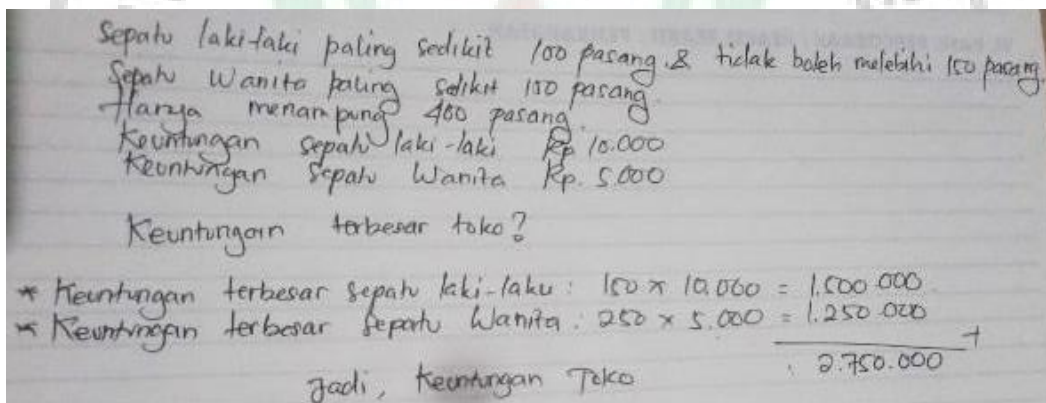 Sepatu laki-laki paling sedikit 100 pasang & tidak boleh melebihi 150 pasang.
Sepatu Wanita paling sedikit 150 pasang.
Hanya menampung 400 pasang.
Keuntungan sepatu laki-laki Rp 10.000
Keuntungan Sepatu Wanita Rp. 5.000
Keuntungan terbesar toko?
* Keuntungan terbesar sepatu laki-laku : 150 x 10.000 = 1.500.000
* Keuntungan terbesar Sepatu Wanita : 250 x 5.000 = 1.250.000
+
2.750.000
Jadi, Keuntungan Toko